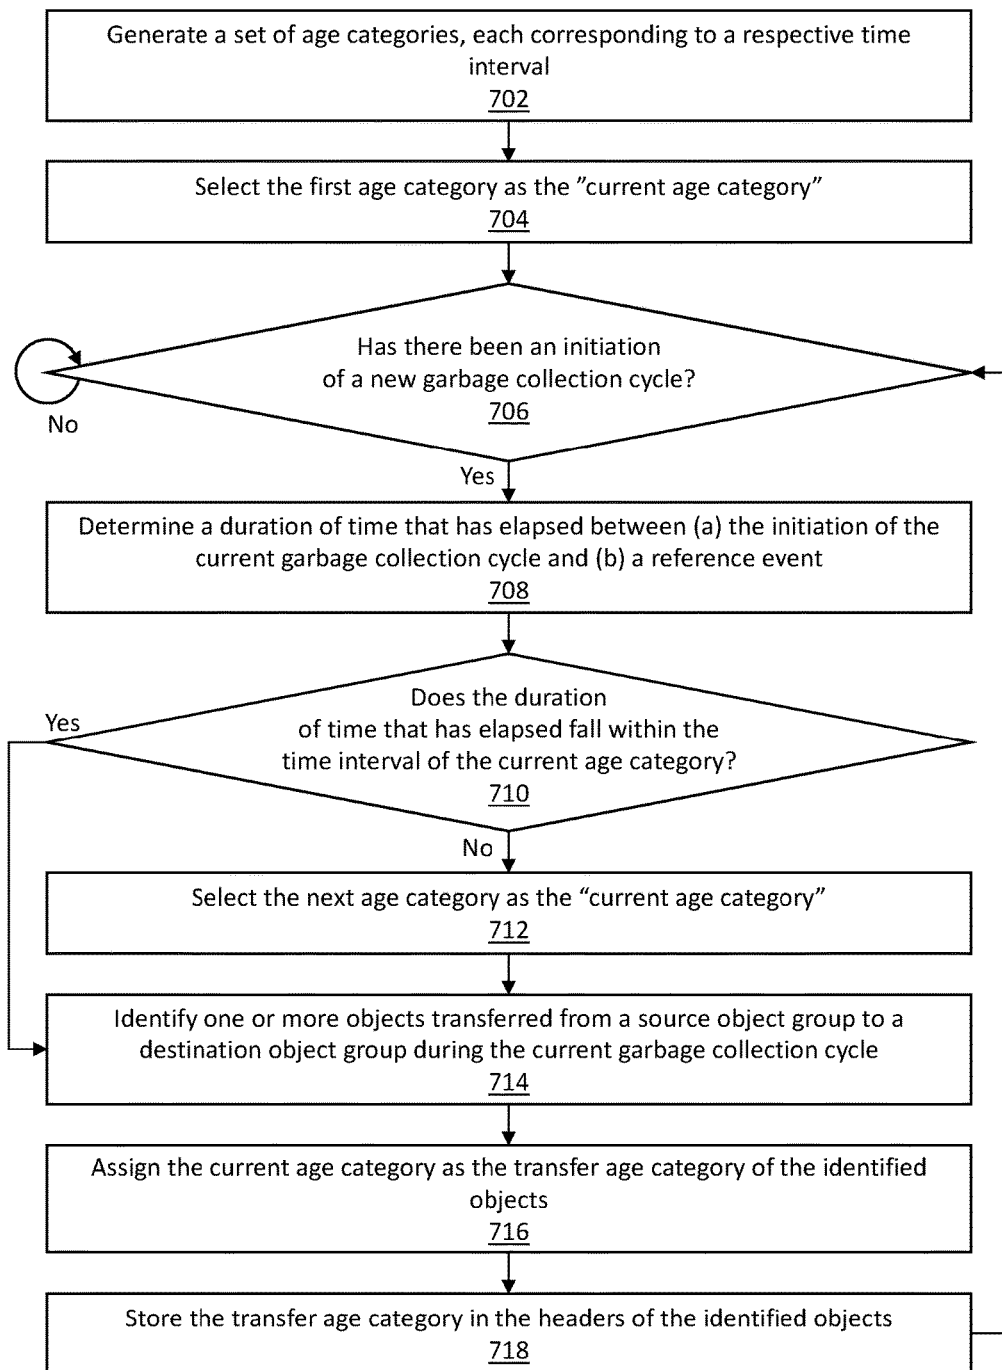 Generate a set of age categories, each corresponding to a respective time
interval
702
Select the first age category as the ”current age category”
704
Has there been an initiation
of a new garbage collection cycle?
706
No
Yes
Determine a duration of time that has elapsed between (a) the initiation of the
current garbage collection cycle and (b) a reference event
708
Does the duration
of time that has elapsed fall within the
time interval of the current age category?
710
Yes
No
Select the next age category as the “current age category”
712
Identify one or more objects transferred from a source object group to a
destination object group during the current garbage collection cycle
714
Assign the current age category as the transfer age category of the identified
objects
716
Store the transfer age category in the headers of the identified objects
718